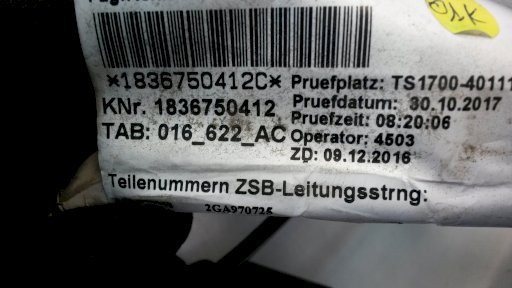 *1836750412C*
Pruefplatz: TS1700-40111
KNr. 1836750412
Pruefdatum: 30.10.2017
Pruefzeit: 08:20:06
TAB: 016_622_AC
Operator: 4503
ZD: 09.12.2016
Teilenummern ZSB-Leitungsstrng:
2GA970725